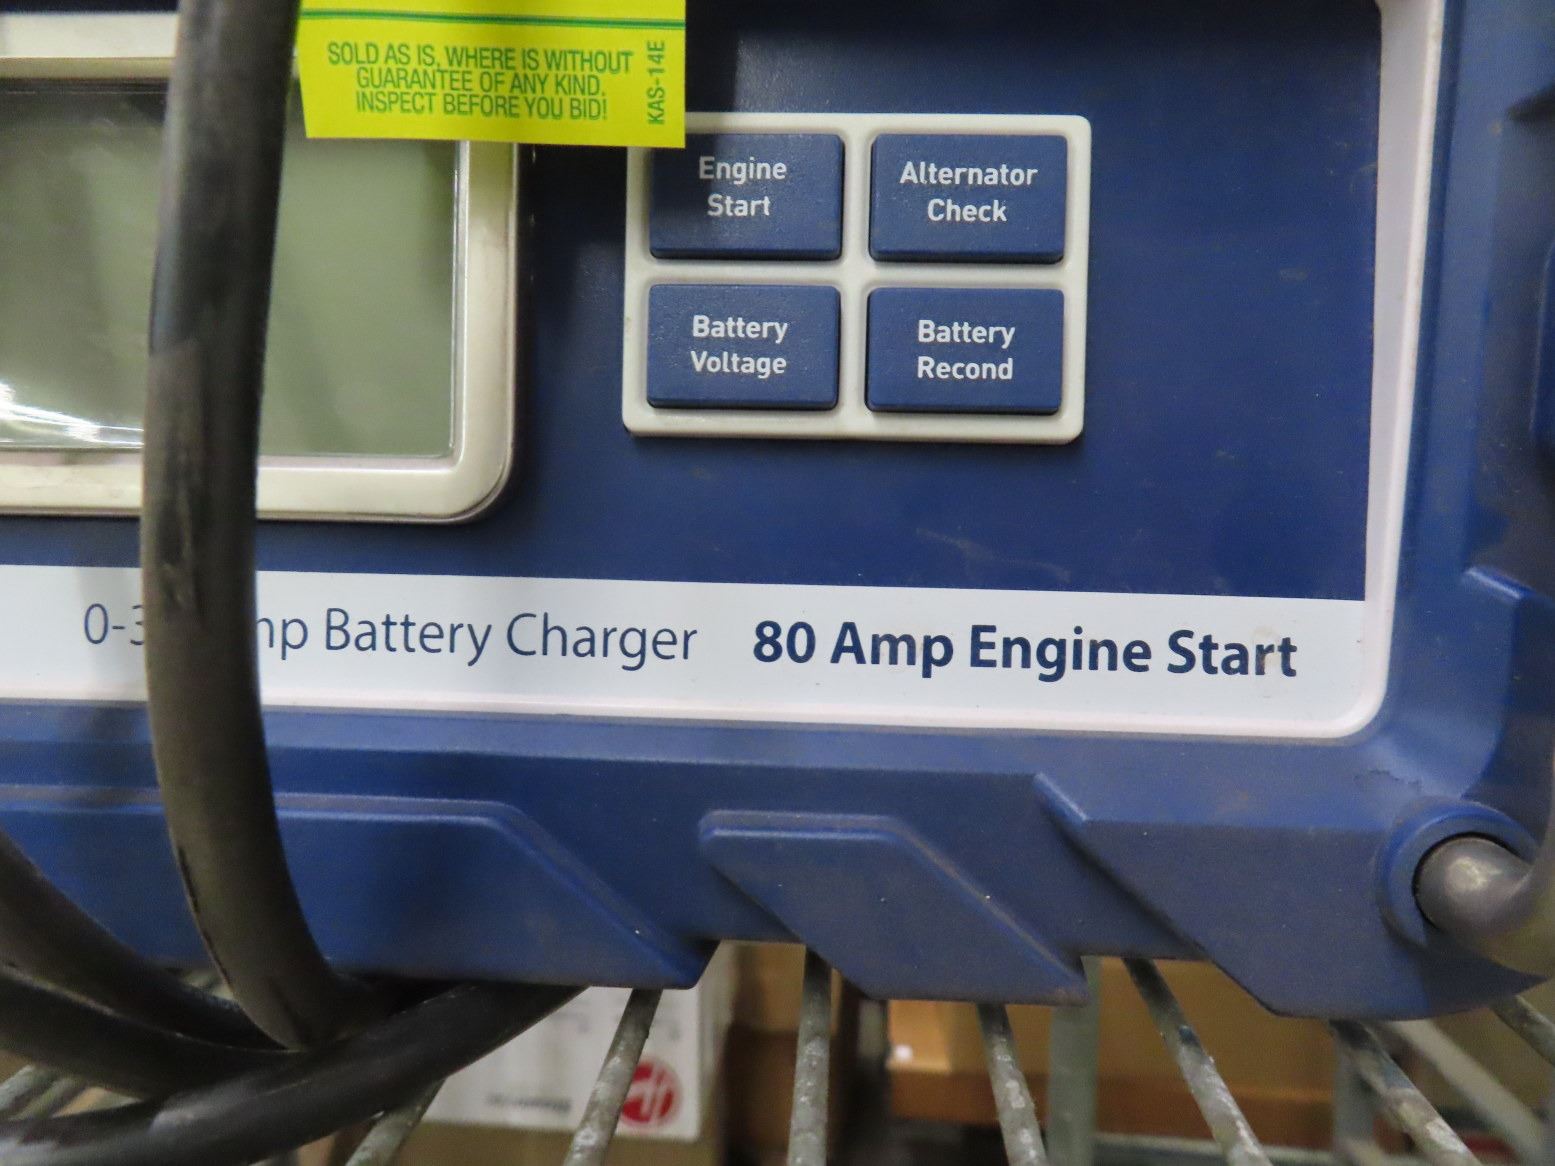 SOLD AS IS, WHERE IS WITHOUT
GUARANTEE OF ANY KIND.
INSPECT BEFORE YOU BID!
KAS-14E
Engine
Start
Alternator
Check
Battery
Voltage
Battery
Recond
Battery Charger 80 Amp Engine Start